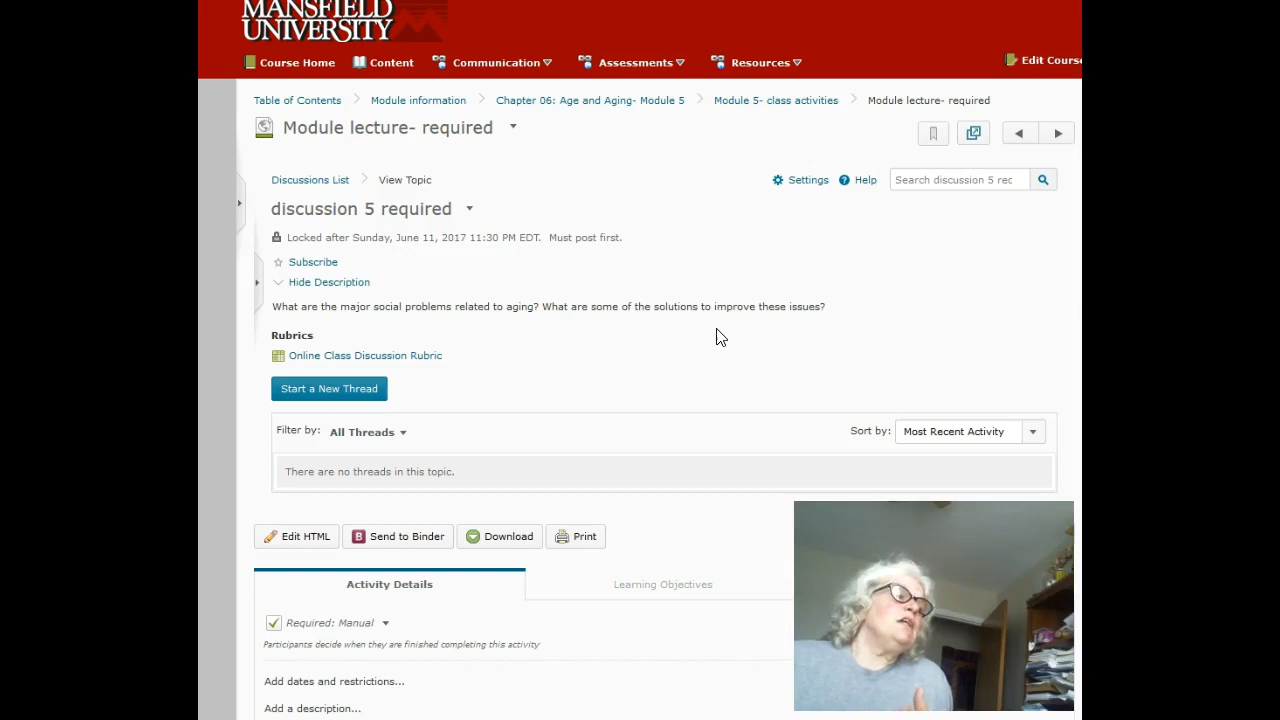 MANSFIELD
UNIVERSITY
Course Home Content Communication Assessments Resources Edit Cours
Table of Contents Module information Chapter 06: Age and Aging- Module 5 Module 5- class activities Module lecture- required
Module lecture- required
Discussions List View Topic Settings Help Search discussion 5 rec
discussion 5 required
Locked after Sunday, June 11, 2017 11:30 PM EDT. Must post first.
Subscribe
Hide Description
What are the major social problems related to aging? What are some of the solutions to improve these issues?
Rubrics
Online Class Discussion Rubric
Start a New Thread
Filter by: All Threads Sort by: Most Recent Activity
There are no threads in this topic.
Edit HTML B Send to Binder Download Print
Activity Details Learning Objectives
Required: Manual
Participants decide when they are finished completing this activity
Add dates and restrictions...
Add a description...